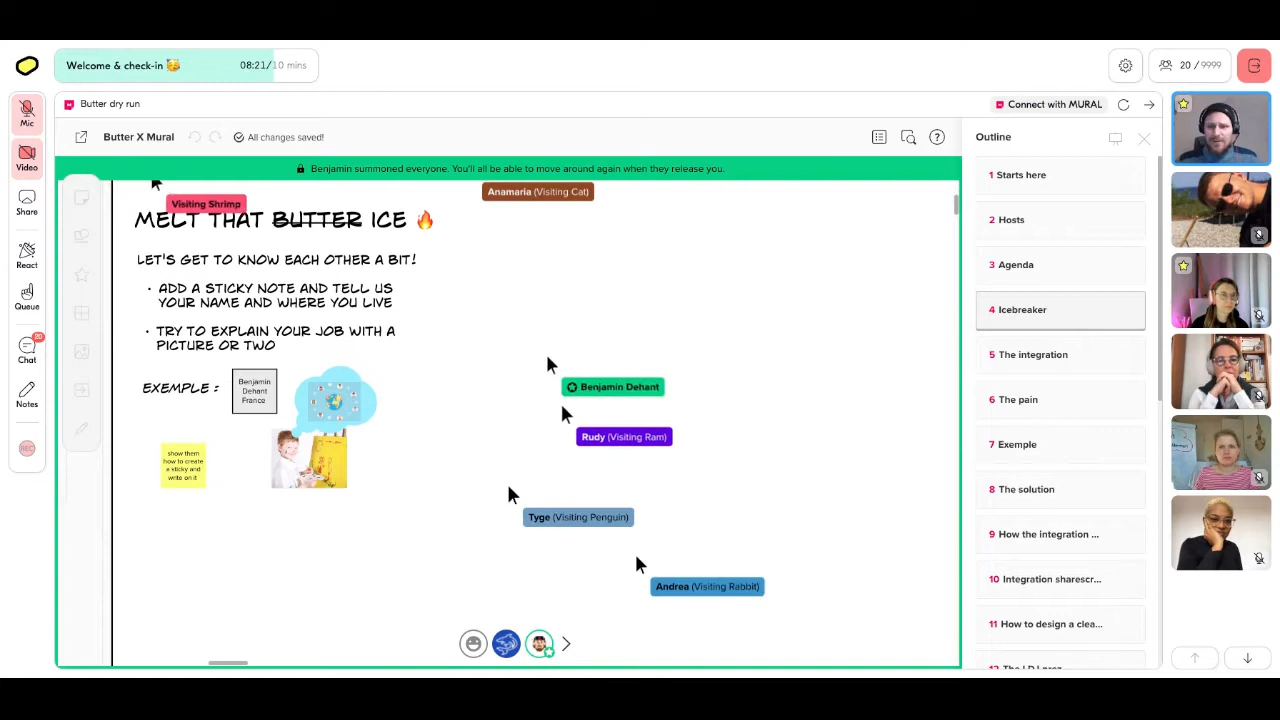 Welcome & check-in 🥳 08:21/10 mins
20 / 9999
Mic
Video
Share
React
Queue
20
Chat
Notes
REC
Butter dry run
Connect with MURAL
Butter X Mural
All changes saved!
Benjamin summoned everyone. You'll all be able to move around again when they release you.
Visiting Shrimp
Anamaria (Visiting Cat)
MELT THAT BUTTER ICE 🔥
LET'S GET TO KNOW EACH OTHER A BIT!
· ADD A STICKY NOTE AND TELL US
YOUR NAME AND WHERE YOU LIVE
· TRY TO EXPLAIN YOUR JOB WITH A
PICTURE OR TWO
EXEMPLE :
Benjamin
Dehant
France
show them
how to create
a sticky and
write on it
Benjamin Dehant
Rudy (Visiting Ram)
Tyge (Visiting Penguin)
Andrea (Visiting Rabbit)
Outline
1 Starts here
2 Hosts
3 Agenda
4 Icebreaker
5 The integration
6 The pain
7 Exemple
8 The solution
9 How the integration ...
10 Integration sharescr...
11 How to design a clea...